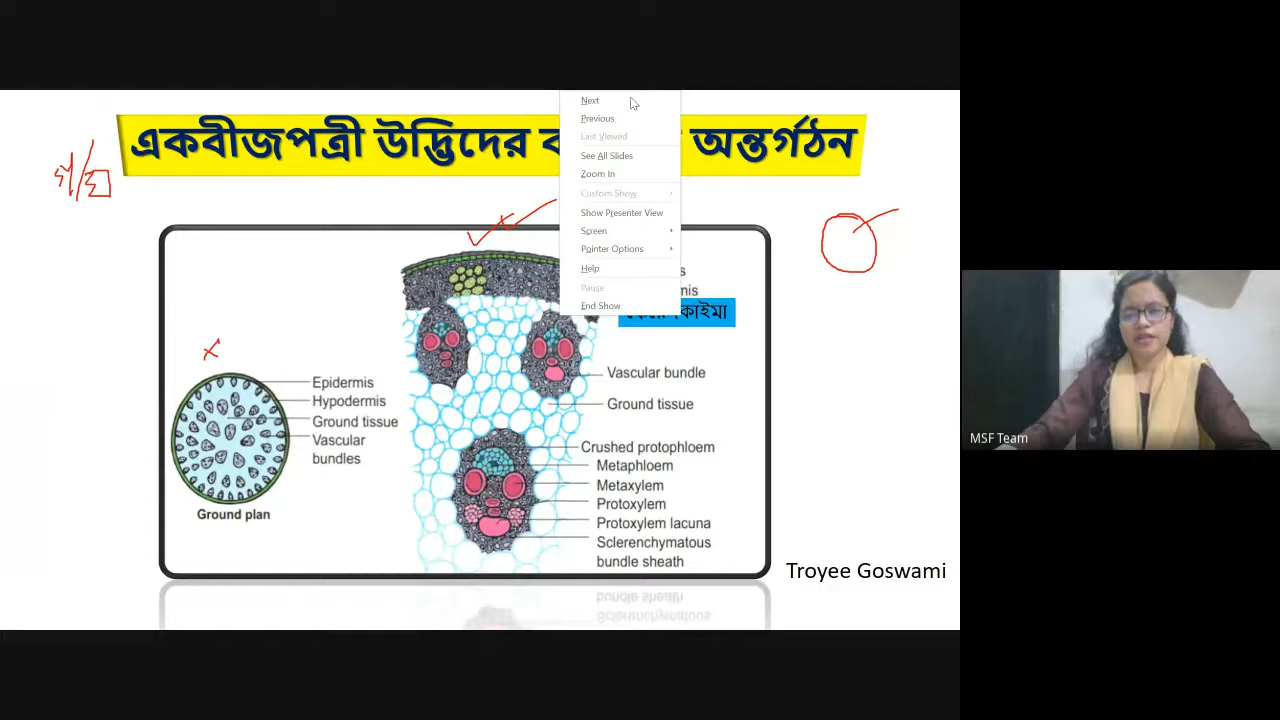 একবীজপত্রী উদ্ভিদের
অন্তর্গঠন
Next
Previous
Last Viewed
See All Slides
Zoom In
Custom Show
Show Presenter View
Screen
Pointer Options
Help
Pause
End Show
Vascular bundle
Ground tissue
Crushed protophloem
Metaphloem
Metaxylem
Protoxylem
Protoxylem lacuna
Sclerenchymatous
bundle sheath
Epidermis
Hypodermis
Ground tissue
Vascular
bundles
Ground plan
Troyee Goswami
MSF Team